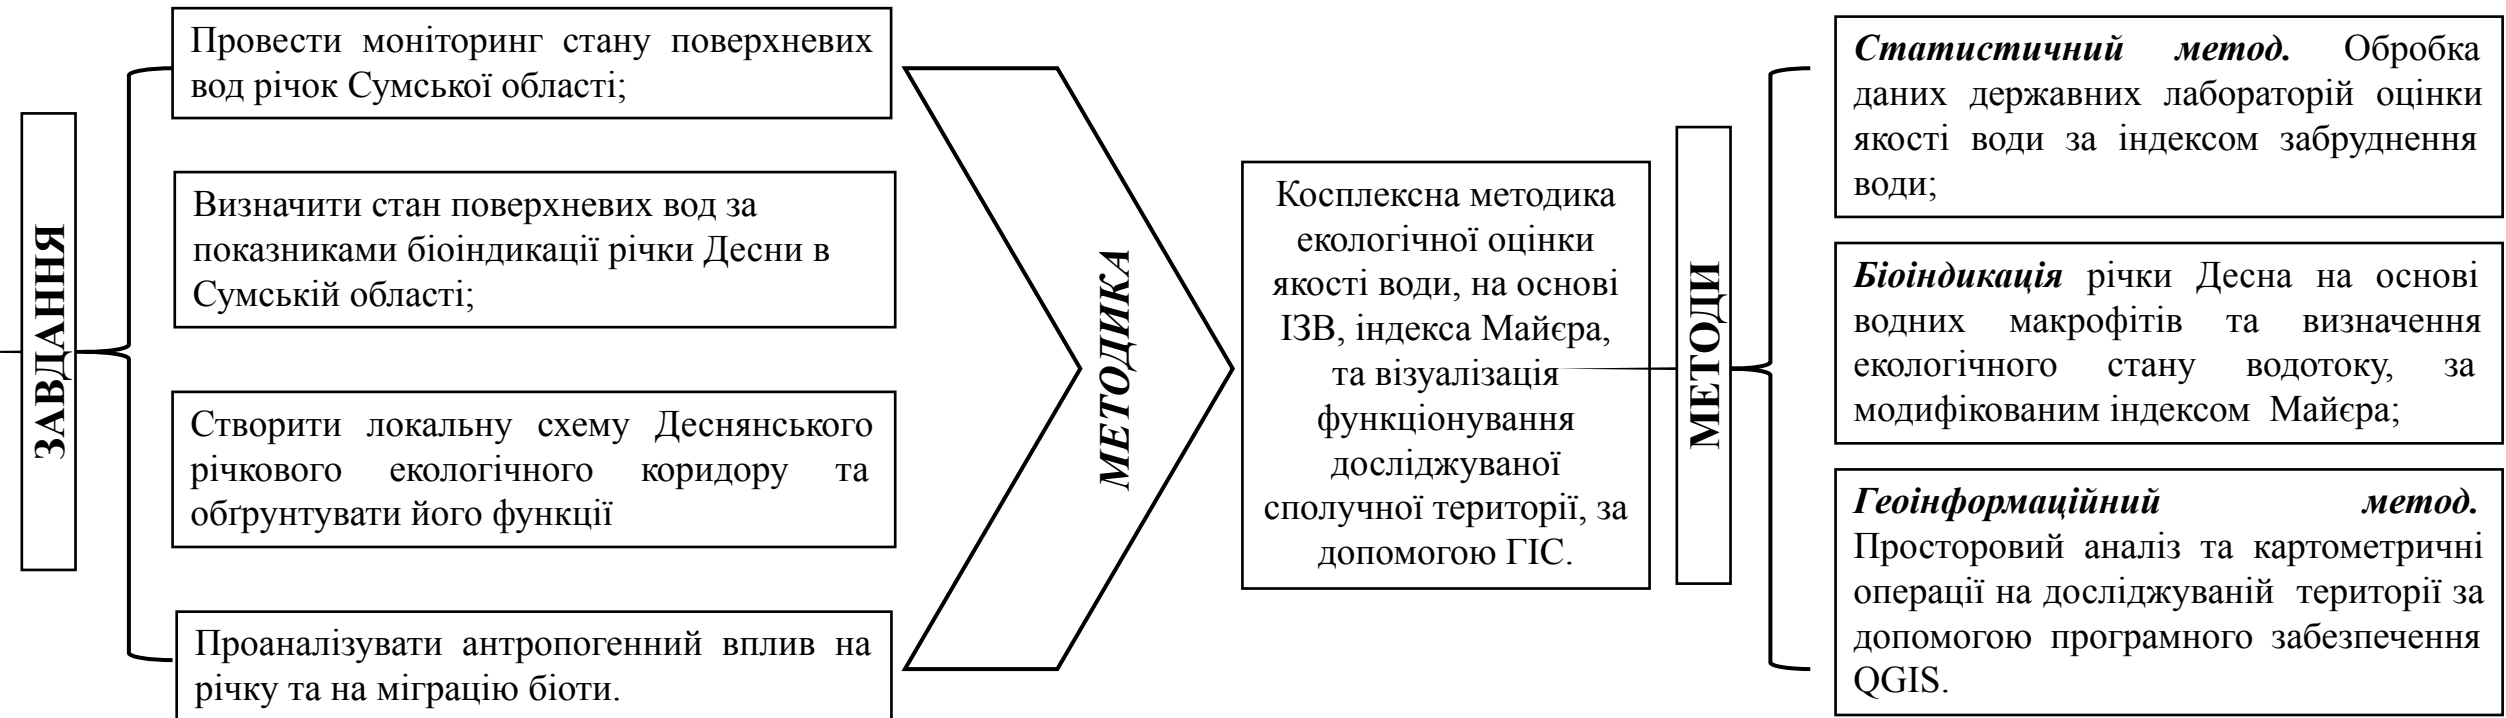 ЗАВДАННЯ
Провести моніторинг стану поверхневих
вод річок Сумської області;
Визначити стан поверхневих вод за
показниками біоіндикації річки Десни в
Сумській області;
Створити локальну схему Деснянського
річкового екологічного коридору та
обґрунтувати його функції
Проаналізувати антропогенний вплив на
річку та на міграцію біоти.
МЕТОДИКА
Косплексна методика
екологічної оцінки
якості води, на основі
ІЗВ, індекса Майєра,
та візуалізація
функціонування
досліджуваної
сполучної території, за
допомогою ГІС.
МЕТОДИ
Статистичний метод. Обробка
даних державних лабораторій оцінки
якості води за індексом забруднення
води;
Біоіндикація річки Десна на основі
водних макрофітів та визначення
екологічного стану водотоку, за
модифікованим індексом Майєра;
Геоінформаційний метод.
Просторовий аналіз та картометричні
операції на досліджуваній території за
допомогою програмного забезпечення
QGIS.